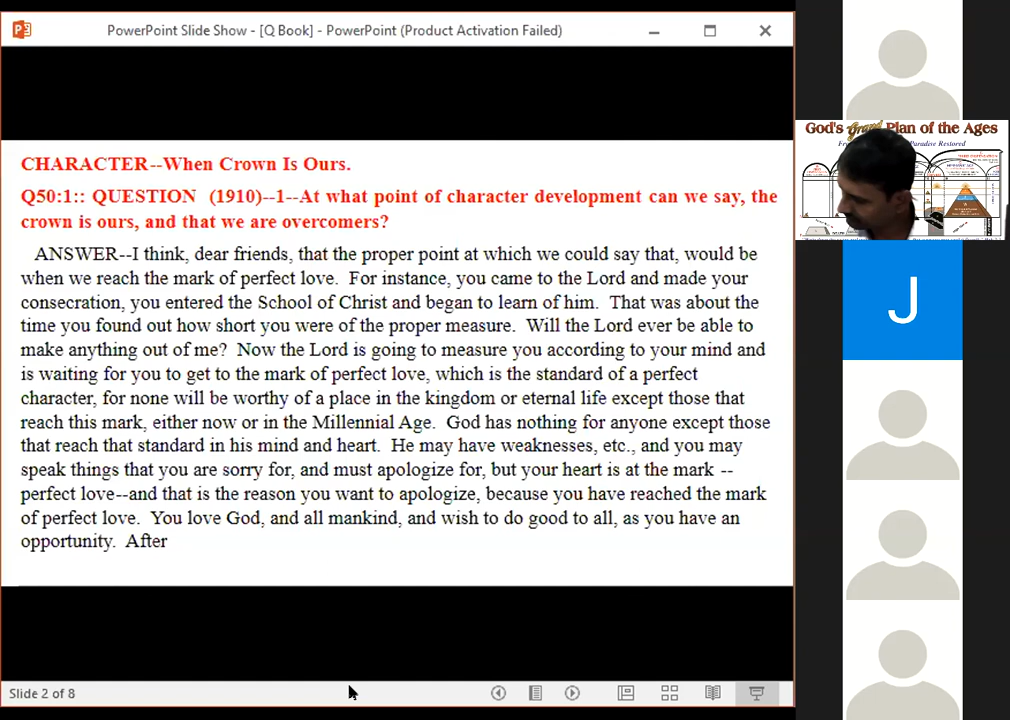 PowerPoint Slide Show - [Q Book] - PowerPoint (Product Activation Failed)
CHARACTER--When Crown Is Ours.
Q50:1:: QUESTION (1910)--1--At what point of character development can we say, the
crown is ours, and that we are overcomers?
ANSWER--I think, dear friends, that the proper point at which we could say that, would be
when we reach the mark of perfect love. For instance, you came to the Lord and made your
consecration, you entered the School of Christ and began to learn of him. That was about the
time you found out how short you were of the proper measure. Will the Lord ever be able to
make anything out of me? Now the Lord is going to measure you according to your mind and
is waiting for you to get to the mark of perfect love, which is the standard of a perfect
character, for none will be worthy of a place in the kingdom or eternal life except those that
reach this mark, either now or in the Millennial Age. God has nothing for anyone except those
that reach that standard in his mind and heart. He may have weaknesses, etc., and you may
speak things that you are sorry for, and must apologize for, but your heart is at the mark --
perfect love--and that is the reason you want to apologize, because you have reached the mark
of perfect love. You love God, and all mankind, and wish to do good to all, as you have an
opportunity. After
Slide 2 of 8
God's Grand Plan of the Ages
Paradise Restored
J